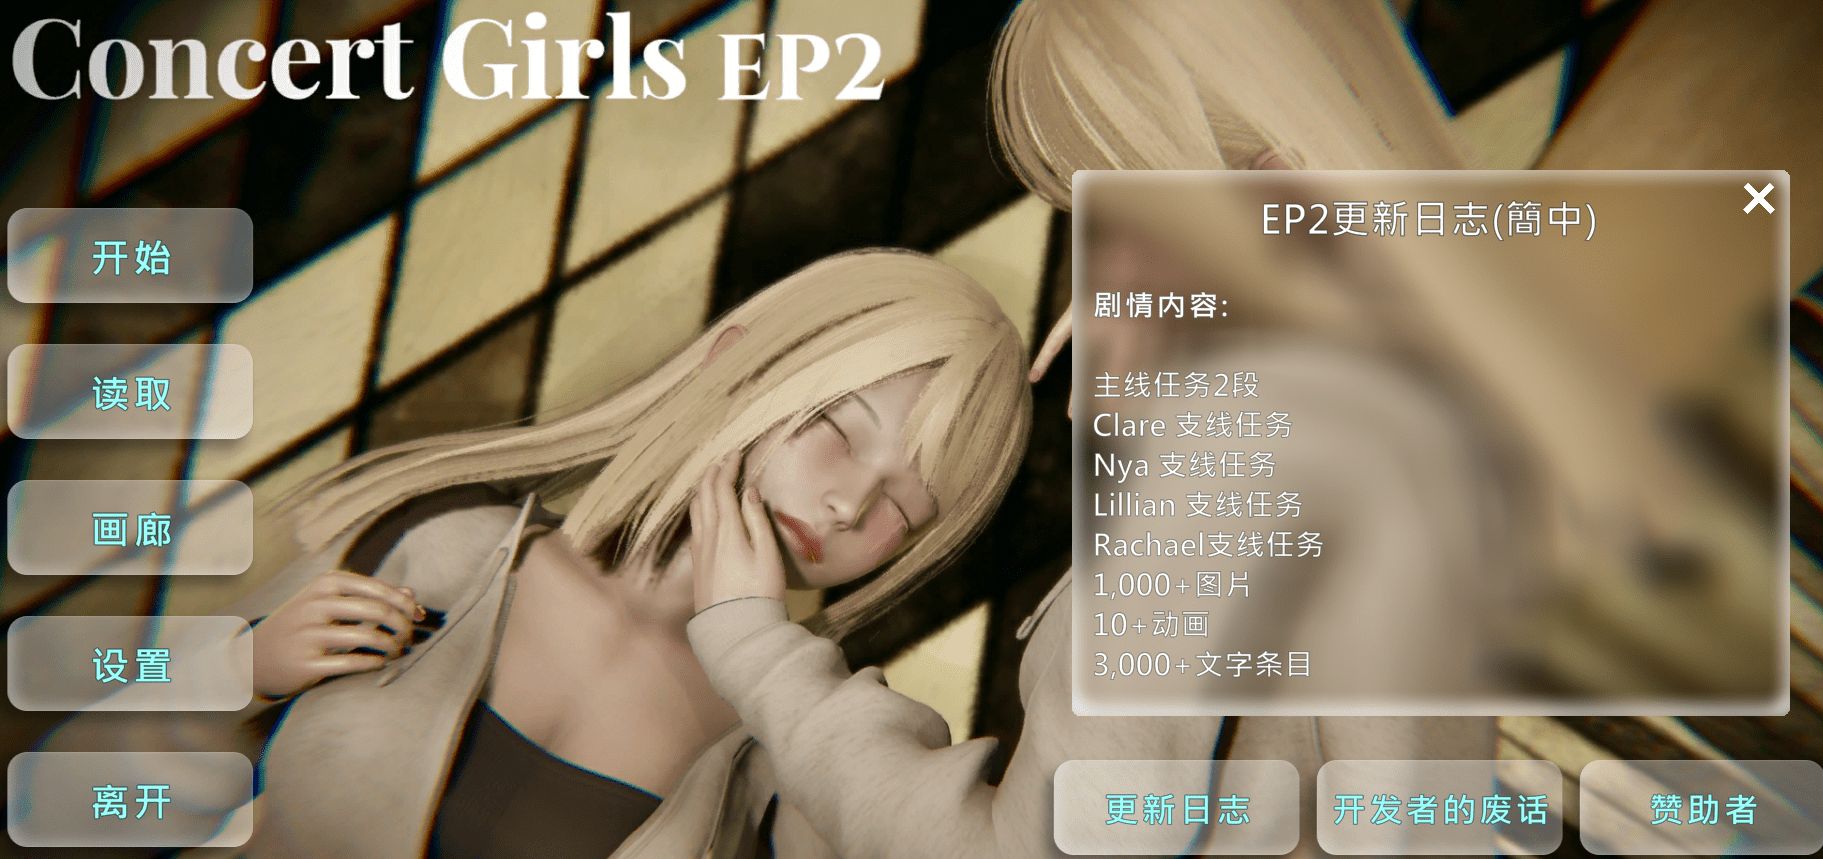 Concert Girls EP2
开始
读取
画廊
设置
离开
EP2更新日志(簡中)
剧情内容:
主线任务2段
Clare 支线任务
Nya 支线任务
Lillian 支线任务
Rachael支线任务
1,000+图片
10+动画
3,000+文字条目
更新日志
开发者的废话
赞助者